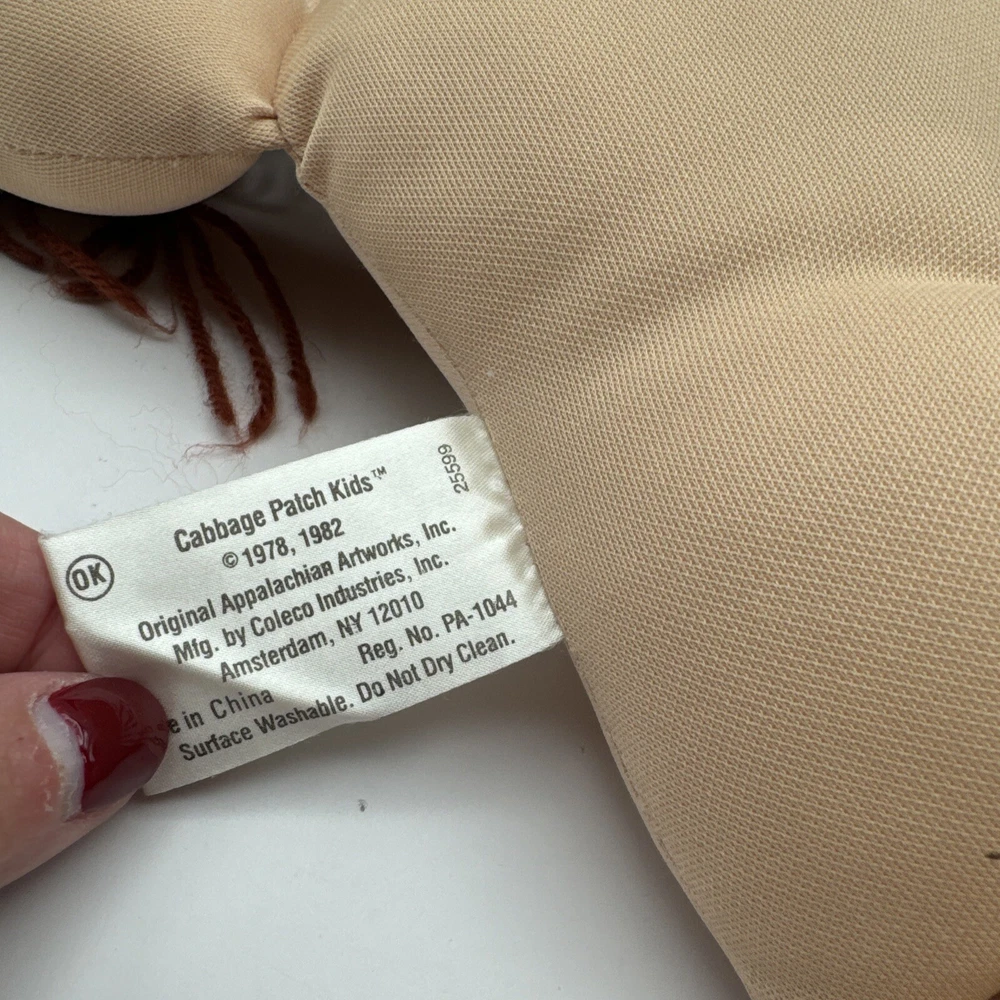 Cabbage Patch Kids™
25599
© 1978, 1982
OK
Original Appalachian Artworks, Inc.
Mfg. by Coleco Industries, Inc.
Amsterdam, NY 12010
Reg. No. PA-1044
in China
Surface Washable. Do Not Dry Clean.